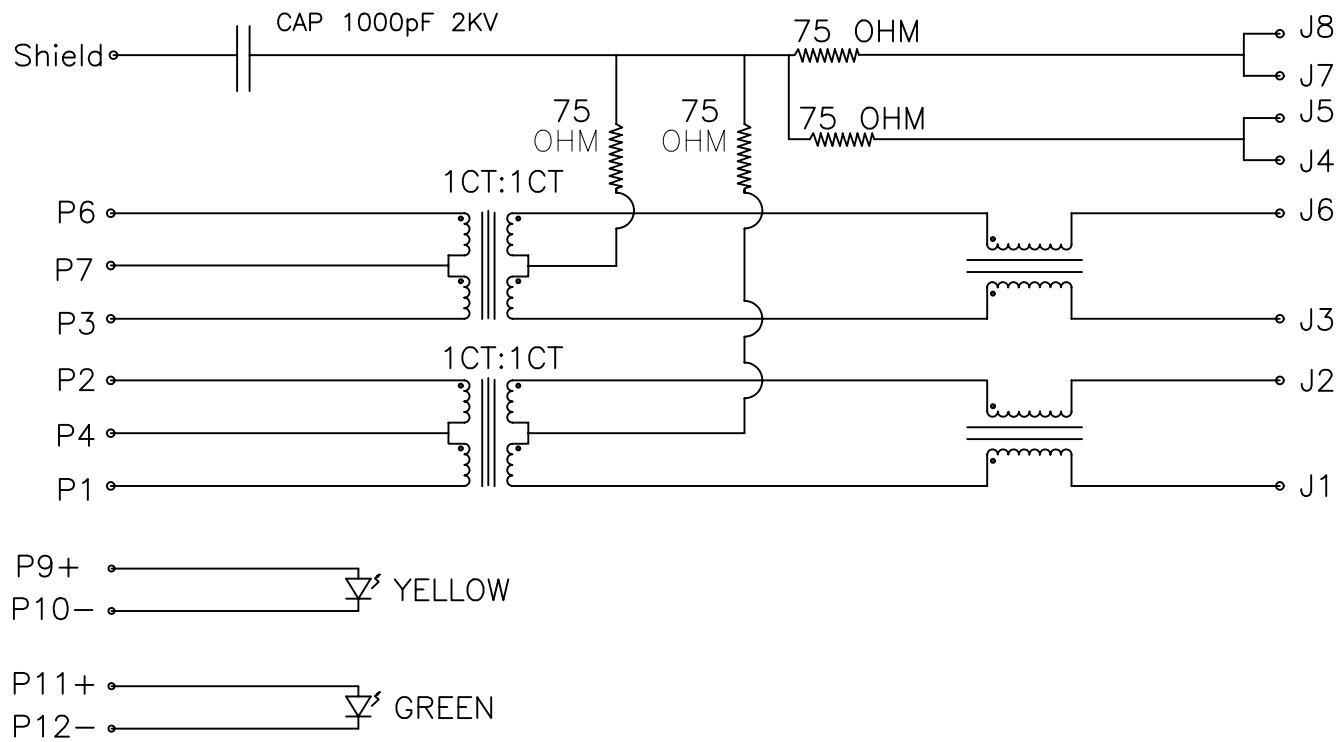 CAP 1000pF 2KV
Shield
75 OHM
J8
J7
75
OHM
75
OHM
75 OHM
J5
J4
1CT:1CT
P6
J6
P7
P3
J3
1CT:1CT
P2
J2
P4
P1
J1
P9+
YELLOW
P10-
P11+
GREEN
P12-